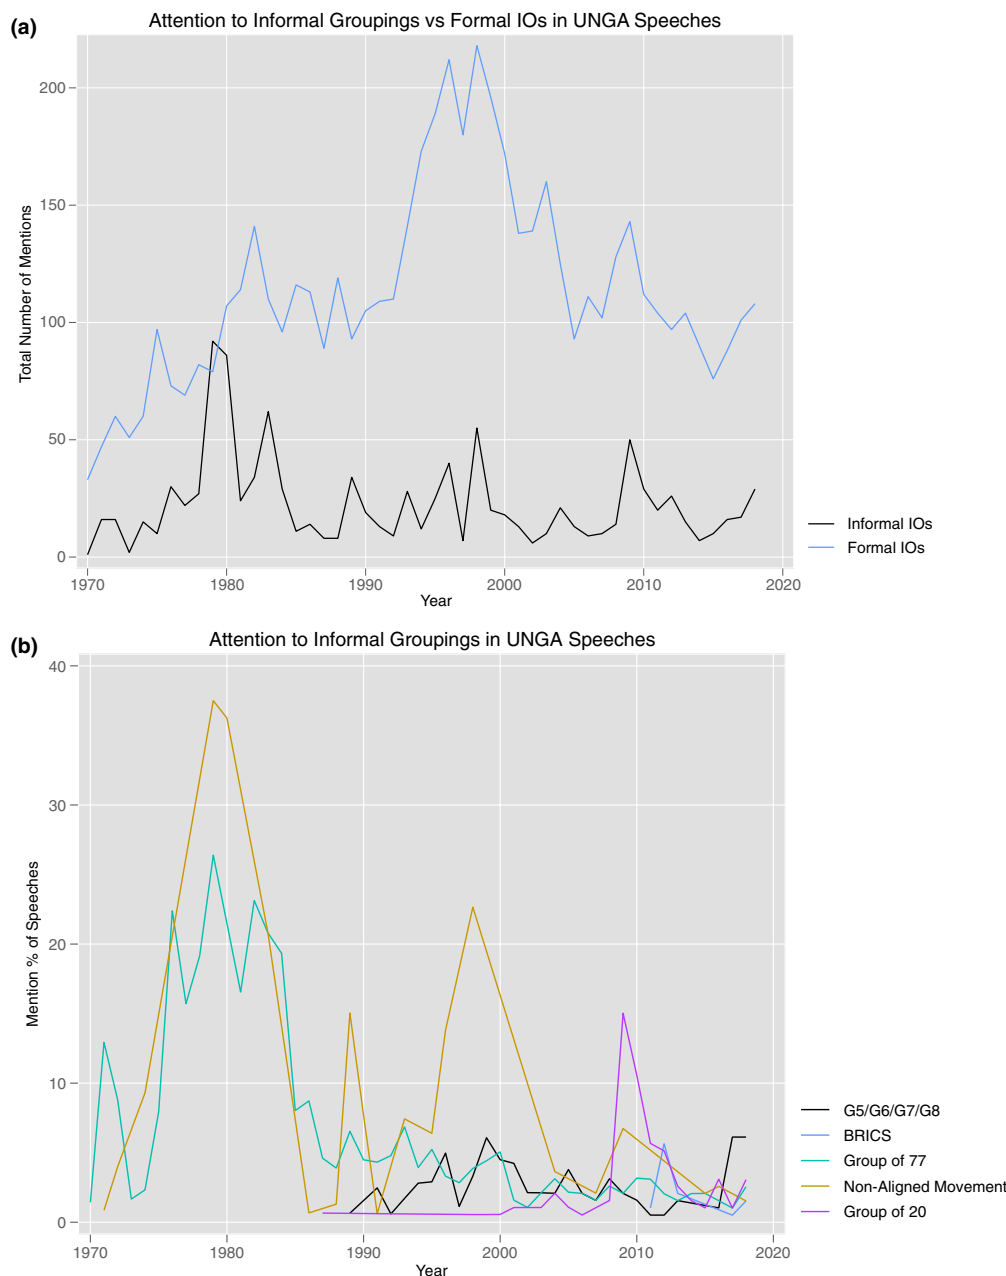 (a)
Attention to Informal Groupings vs Formal IOs in UNGA Speeches
Total Number of Mentions
200
150
100
50
0
1970
1980
1990
2000
2010
2020
Year
Informal IOs
Formal IOs
(b)
Attention to Informal Groupings in UNGA Speeches
Mention % of Speeches
40
30
20
10
0
1970
1980
1990
2000
2010
2020
Year
G5/G6/G7/G8
BRICS
Group of 77
Non-Aligned Movement
Group of 20